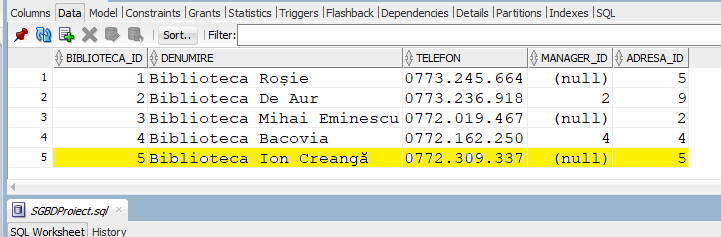 Columns Data Model Constraints Grants Statistics Triggers Flashback Dependencies Details Partitions Indexes SQL
Sort.. Filter:
BIBLIOTECA_ID DENUMIRE TELEFON MANAGER_ID ADRESA_ID
1 1 Biblioteca Roșie 0773.245.664 (null) 5
2 2 Biblioteca De Aur 0773.236.918 2 9
3 3 Biblioteca Mihai Eminescu 0772.019.467 (null) 2
4 4 Biblioteca Bacovia 0772.162.250 4 4
5 5 Biblioteca Ion Creangă 0772.309.337 (null) 5
SGBDProiect.sql
SQL Worksheet History